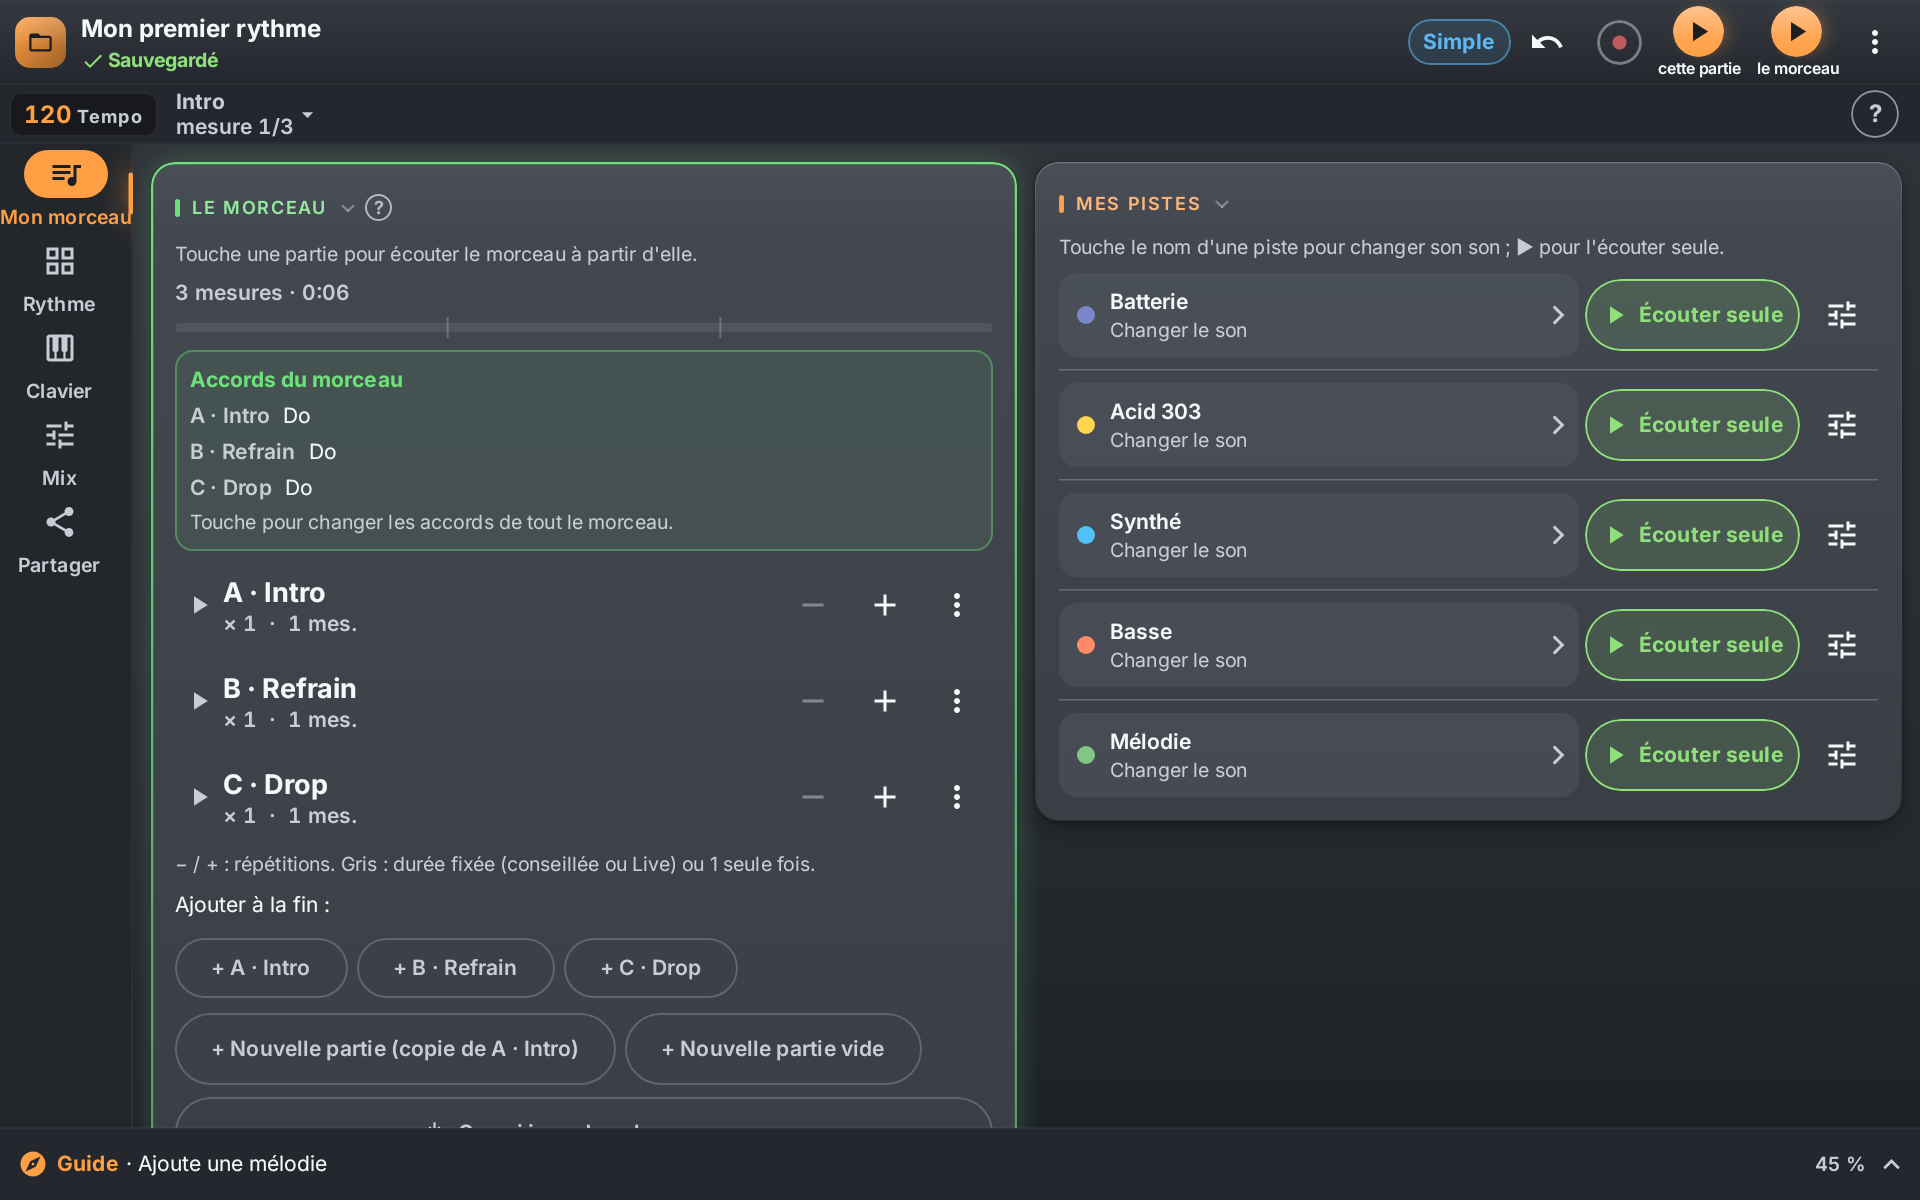 Mon premier rythme
Sauvegardé
Simple
cette partie
le morceau
120 Tempo
Intro
mesure 1/3
?
Mon morceau
Rythme
Clavier
Mix
Partager
LE MORCEAU ?
Touche une partie pour écouter le morceau à partir d'elle.
3 mesures · 0:06
Accords du morceau
A · Intro Do
B · Refrain Do
C · Drop Do
Touche pour changer les accords de tout le morceau.
A · Intro
× 1 · 1 mes.
B · Refrain
× 1 · 1 mes.
C · Drop
× 1 · 1 mes.
− / + : répétitions. Gris : durée fixée (conseillée ou Live) ou 1 seule fois.
Ajouter à la fin :
+ A · Intro
+ B · Refrain
+ C · Drop
+ Nouvelle partie (copie de A · Intro)
+ Nouvelle partie vide
MES PISTES
Touche le nom d'une piste pour changer son son ; ▶ pour l'écouter seule.
Batterie
Changer le son
Écouter seule
Acid 303
Changer le son
Écouter seule
Synthé
Changer le son
Écouter seule
Basse
Changer le son
Écouter seule
Mélodie
Changer le son
Écouter seule
Guide · Ajoute une mélodie
45 %